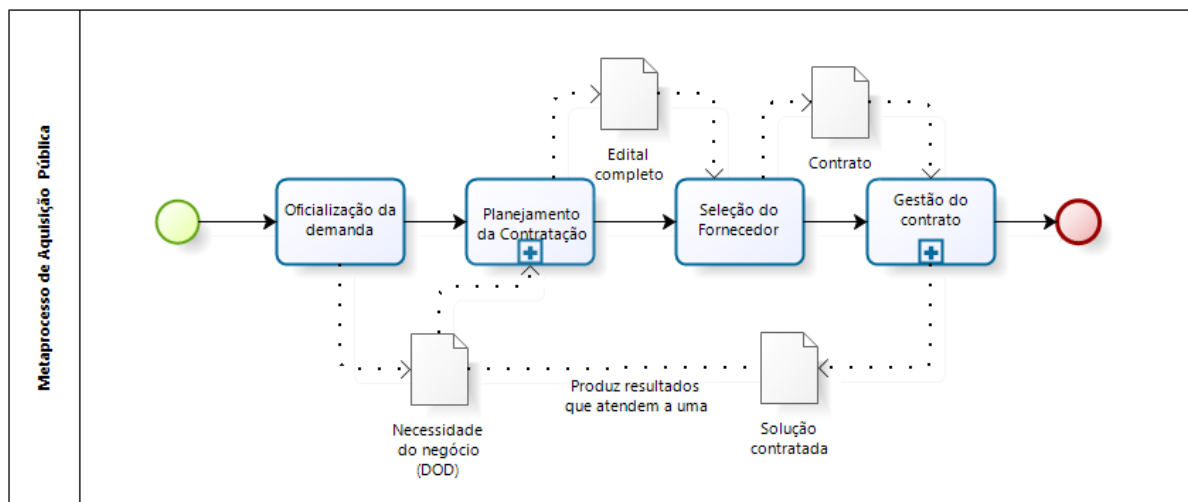 Metaprocesso de Aquisição Pública
Edital
completo
Contrato
Oficialização da
demanda
Planejamento
da Contratação
Seleção do
Fornecedor
Gestão do
contrato
Necessidade
do negócio
(DOD)
Produz resultados
que atendem a uma
Solução
contratada